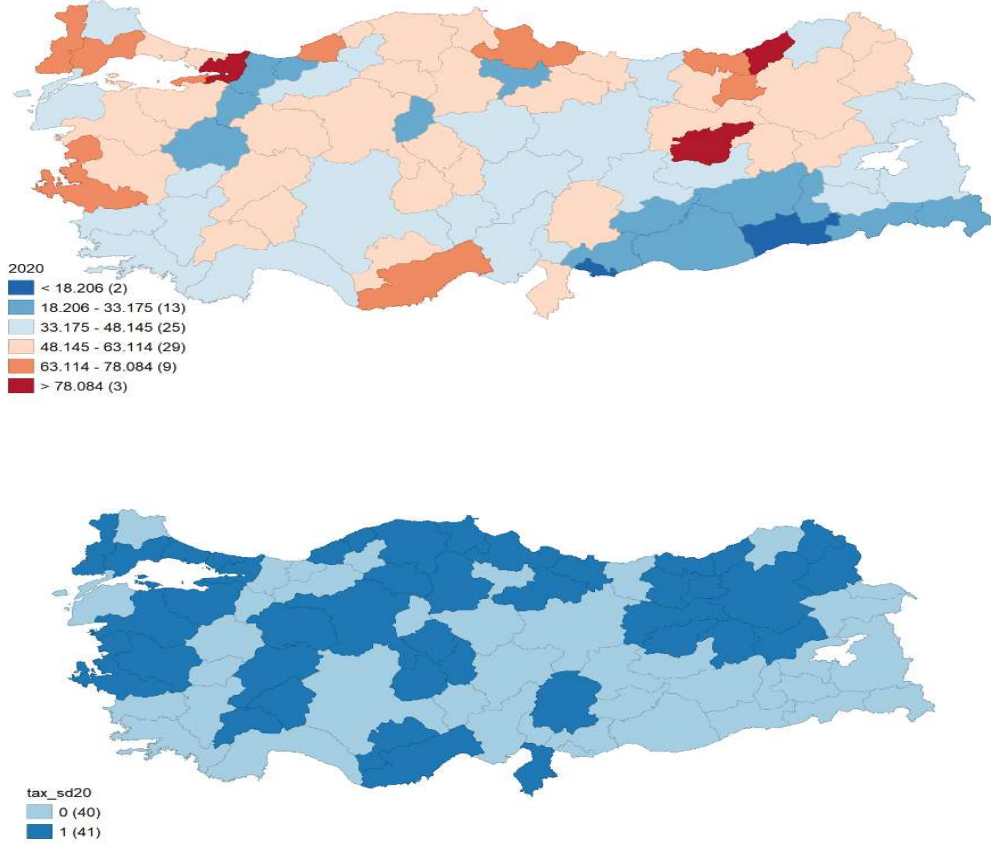 2020
< 18.206 (2)
18.206 - 33.175 (13)
33.175 - 48.145 (25)
48.145 - 63.114 (29)
63.114 - 78.084 (9)
> 78.084 (3)
tax_sd20
0 (40)
1 (41)